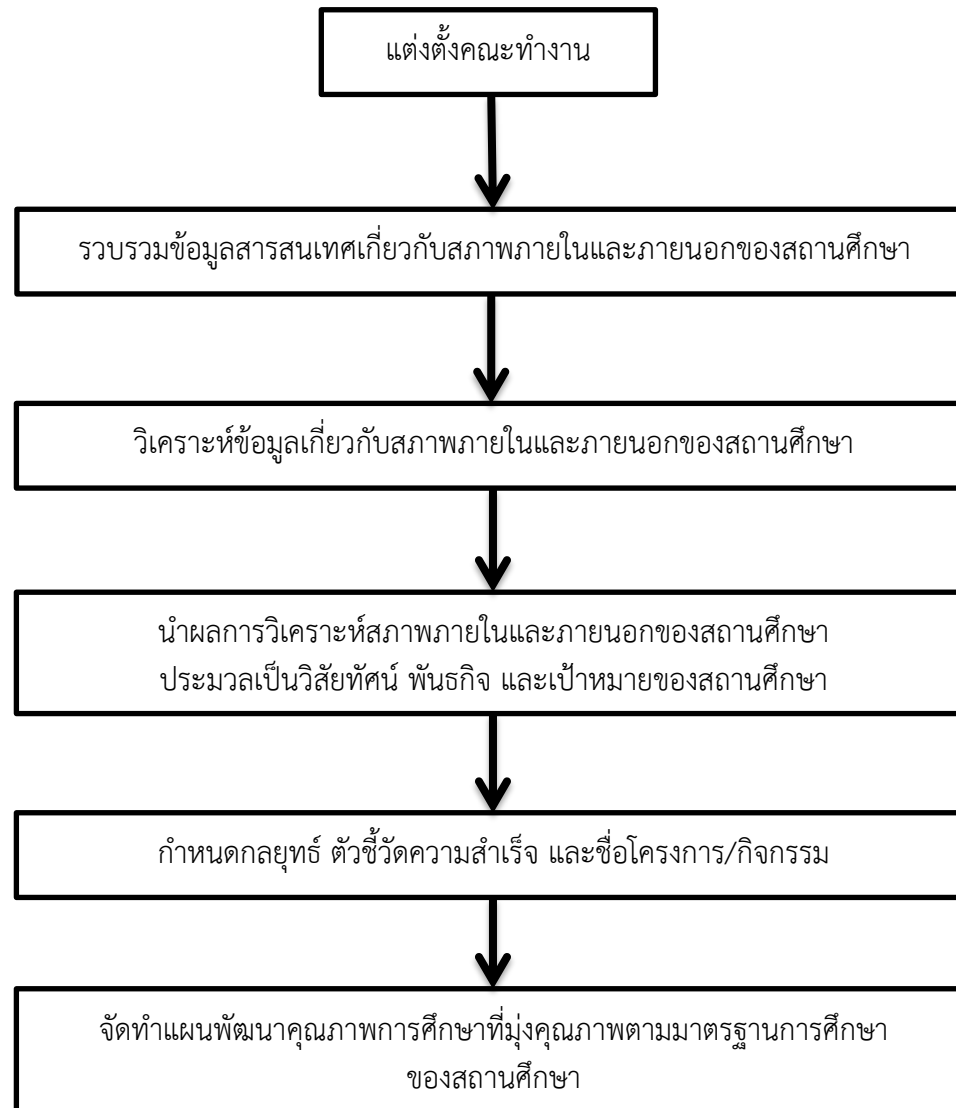 แต่งตั้งคณะทำงาน
รวบรวมข้อมูลสารสนเทศเกี่ยวกับสภาพภายในและภายนอกของสถานศึกษา
วิเคราะห์ข้อมูลเกี่ยวกับสภาพภายในและภายนอกของสถานศึกษา
นำผลการวิเคราะห์สภาพภายในและภายนอกของสถานศึกษา
ประมวลเป็นวิสัยทัศน์ พันธกิจ และเป้าหมายของสถานศึกษา
กำหนดกลยุทธ์ ตัวชี้วัดความสำเร็จ และชื่อโครงการ/กิจกรรม
จัดทำแผนพัฒนาคุณภาพการศึกษาที่มุ่งคุณภาพตามมาตรฐานการศึกษา
ของสถานศึกษา